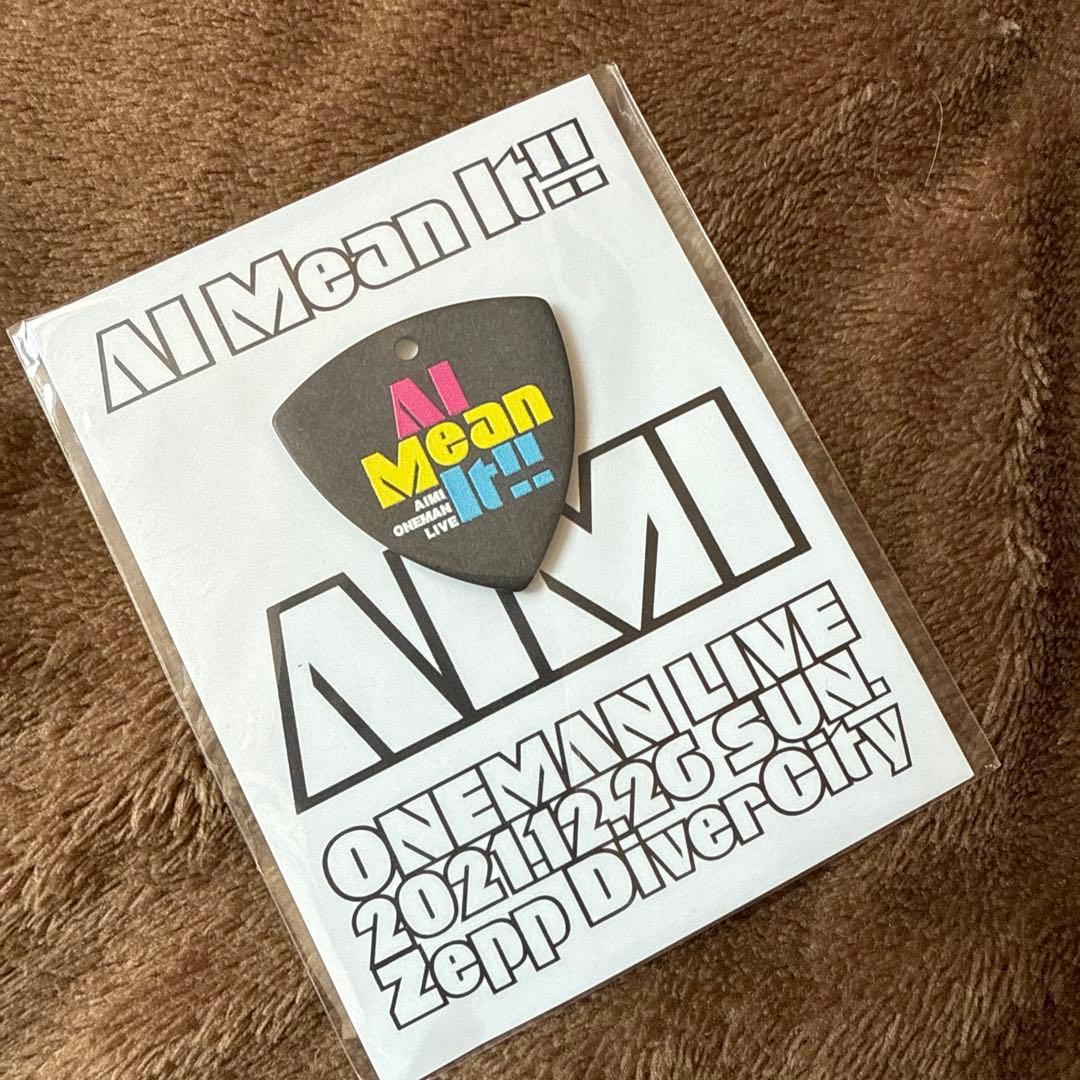 AI Mean It!!
AI
Mean
It!!
AIMI
ONEMAN
LIVE
AIMI
ONEMAN LIVE
2021.12.26 SUN.
Zepp DiverCity